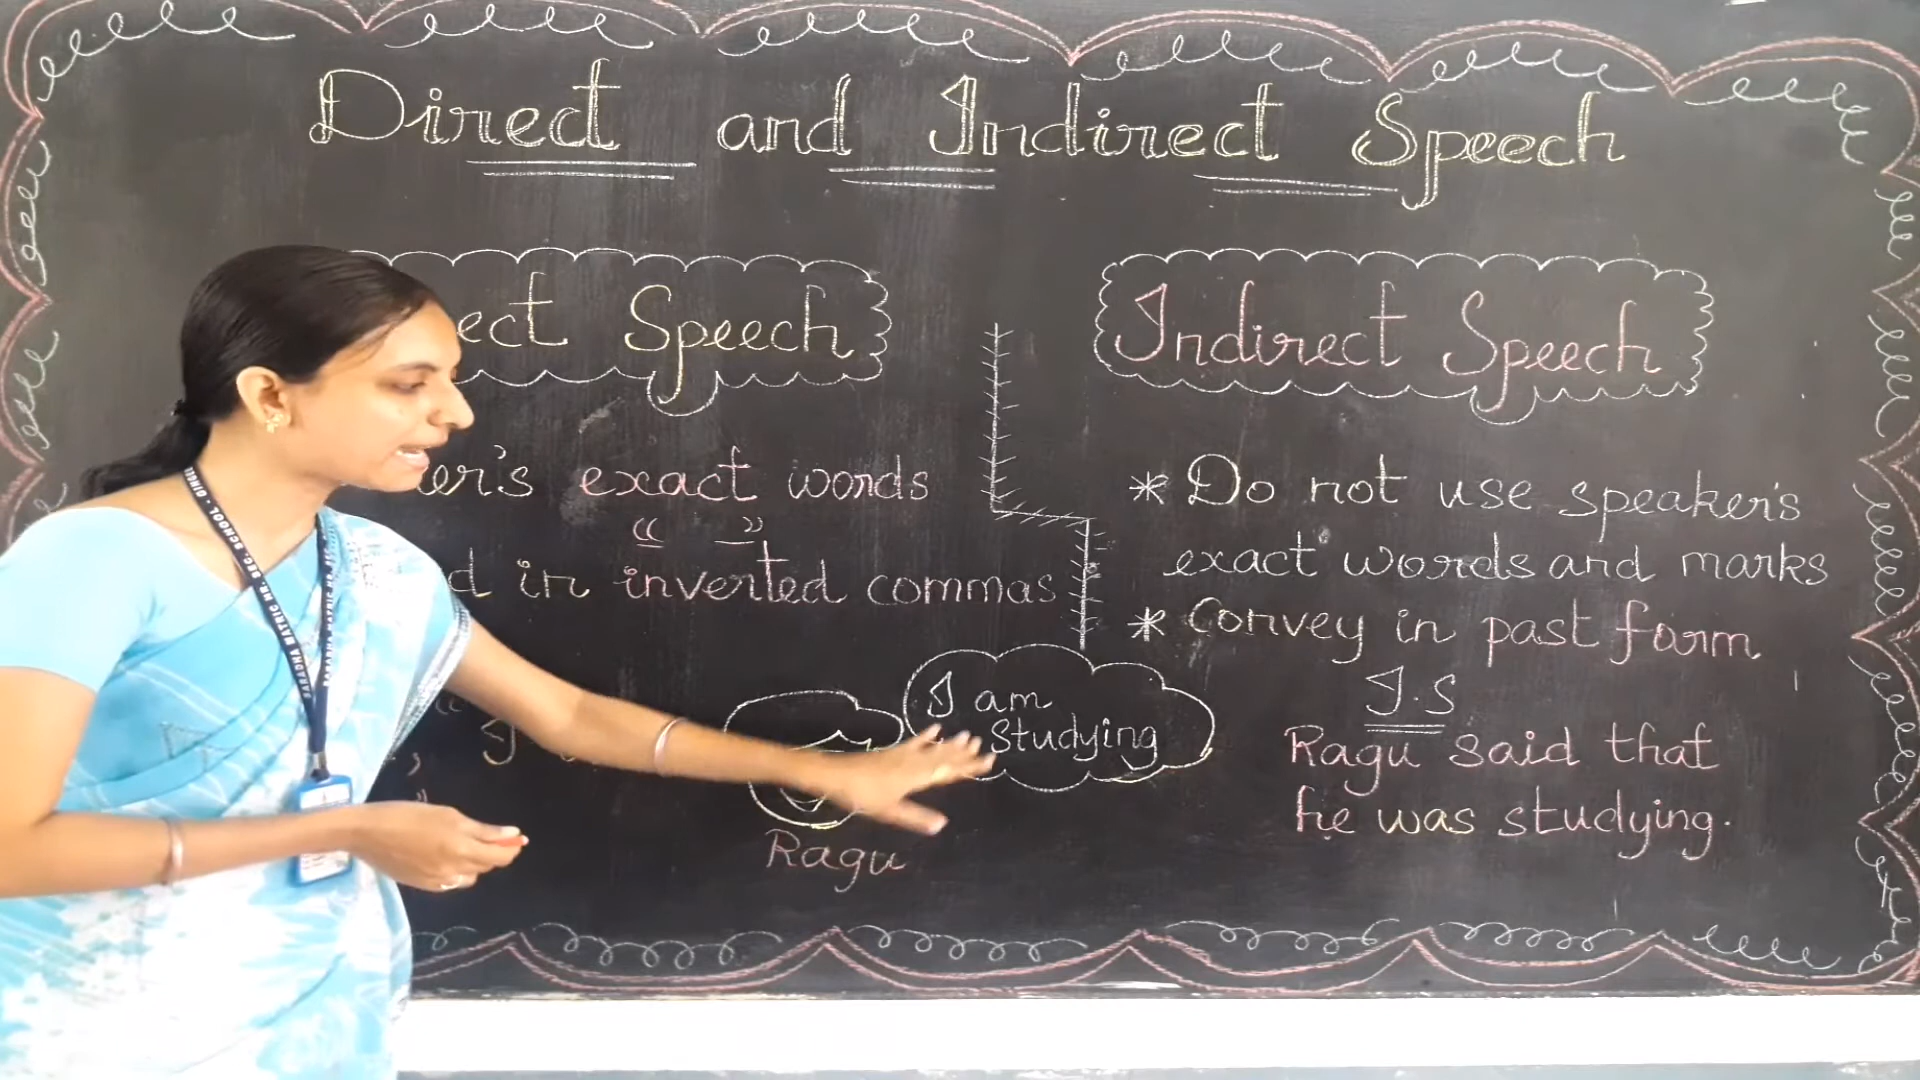 Direct and Indirect Speech
ect Speech
er's exact words
“ ”
d in inverted commas
I am
Studying
Ragu
Indirect Speech
* Do not use speaker's
exact words and marks
* Convey in past form
I.S
Ragu said that
he was studying.